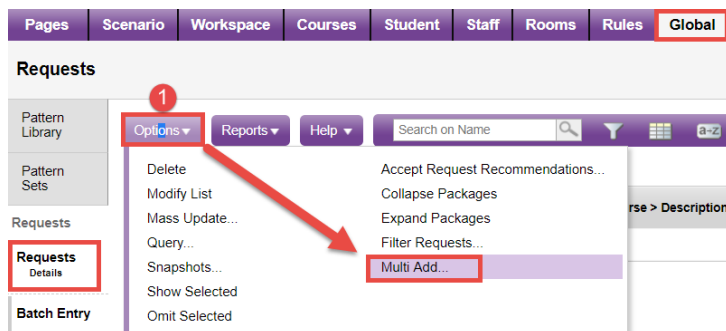 Pages Scenario Workspace Courses Student Staff Rooms Rules Global
Requests
1
Pattern
Library
Options Reports Help Search on Name a-z
Pattern
Sets
Delete Accept Request Recommendations...
Modify List Collapse Packages
Requests
Mass Update... Expand Packages
rse > Description
Query... Filter Requests...
Requests
Details
Snapshots... Multi Add...
Show Selected
Batch Entry
Omit Selected